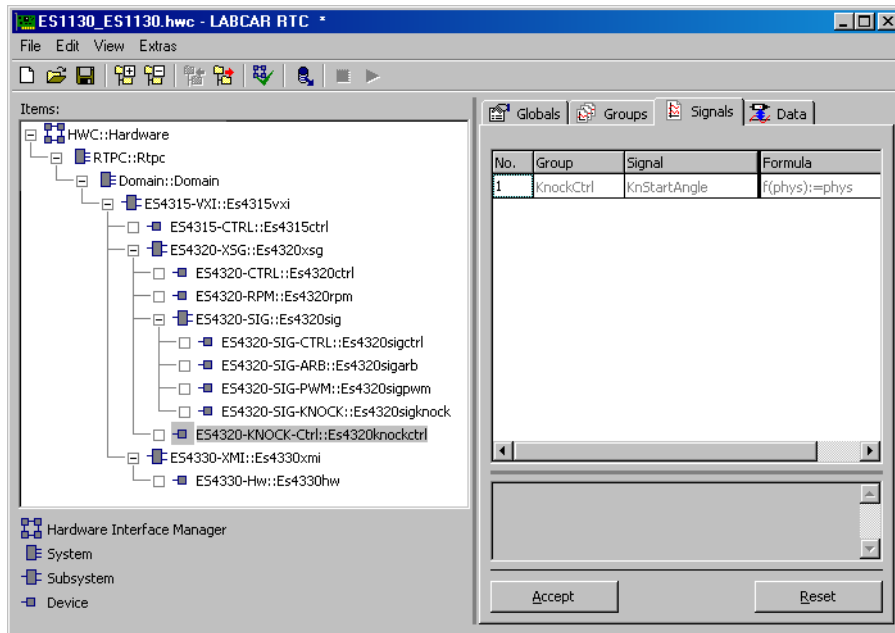 ES1130_ES1130.hwc - LABCAR RTC *
File Edit View Extras
Items:
HWC::Hardware
RTPC::Rtpc
Domain::Domain
ES4315-VXI::Es4315vxi
ES4315-CTRL::Es4315ctrl
ES4320-XSG::Es4320xsg
ES4320-CTRL::Es4320ctrl
ES4320-RPM::Es4320rpm
ES4320-SIG::Es4320sig
ES4320-SIG-CTRL::Es4320sigctrl
ES4320-SIG-ARB::Es4320sigarb
ES4320-SIG-PWM::Es4320sigpwm
ES4320-SIG-KNOCK::Es4320sigknock
ES4320-KNOCK-Ctrl::Es4320knockctrl
ES4330-XMI::Es4330xmi
ES4330-Hw::Es4330hw
Hardware Interface Manager
System
Subsystem
Device
Globals Groups Signals Data
No. Group Signal Formula
1 KnockCtrl KnStartAngle f(phys):=phys
Accept Reset